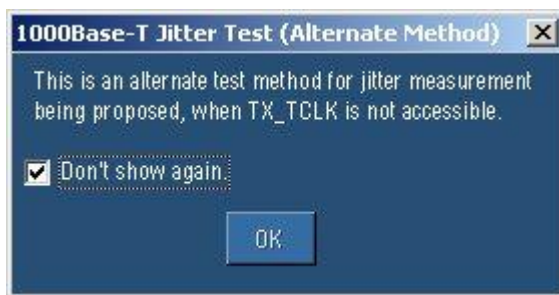 1000Base-T Jitter Test (Alternate Method)
This is an alternate test method for jitter measurement
being proposed, when TX_TCLK is not accessible.
Don't show again.
OK